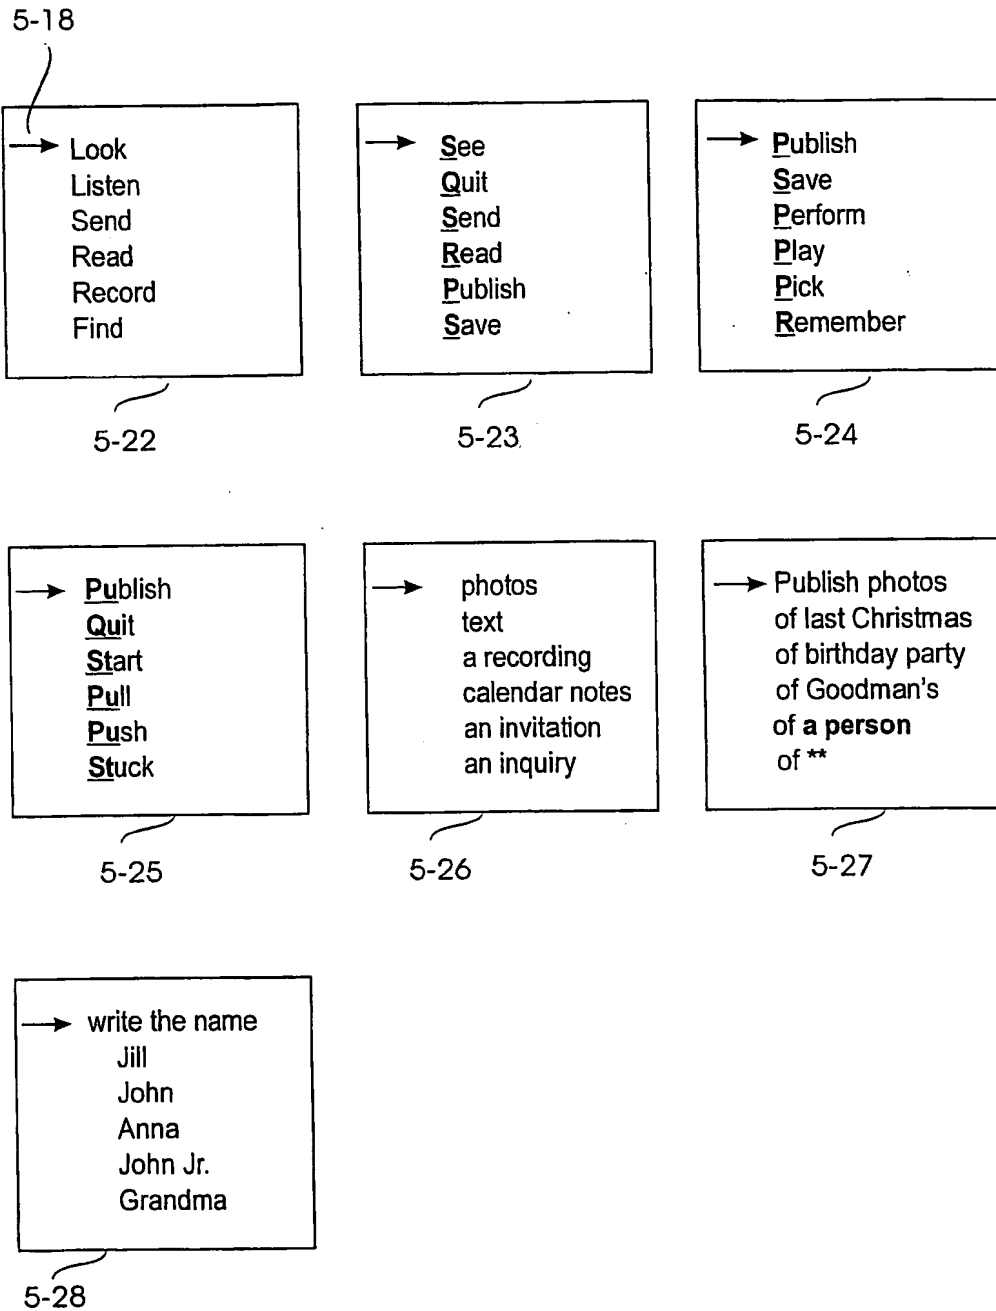 5-18
Look
Listen
Send
Read
Record
Find
5-22
See
Quit
Send
Read
Publish
Save
5-23
Publish
Save
Perform
Play
Pick
Remember
5-24
Publish
Quit
Start
Pull
Push
Stuck
5-25
photos
text
a recording
calendar notes
an invitation
an inquiry
5-26
Publish photos
of last Christmas
of birthday party
of Goodman's
of a person
of **
5-27
write the name
Jill
John
Anna
John Jr.
Grandma
5-28